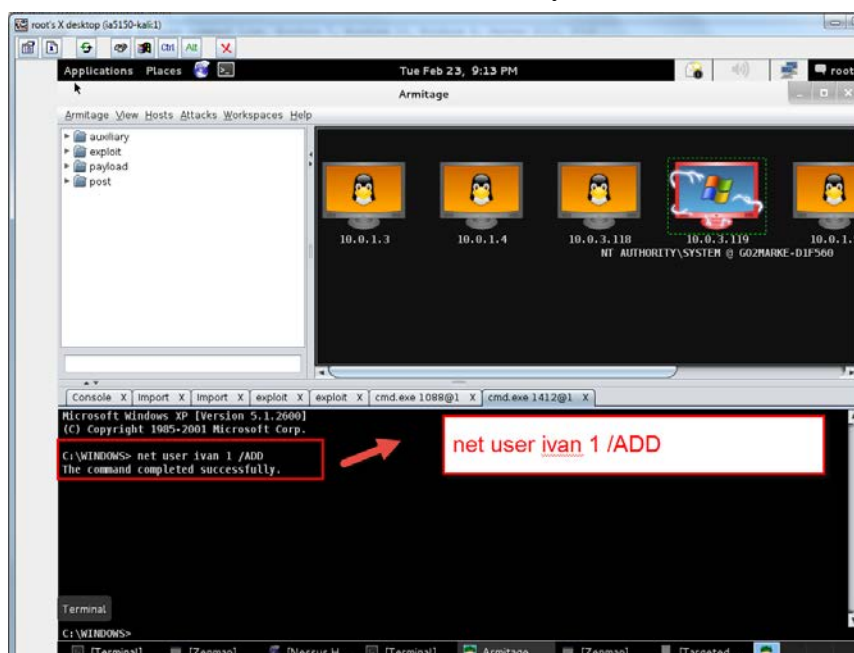 root's X desktop (ia5150-kali:1)
Ctrl Alt
Applications Places Tue Feb 23, 9:13 PM root
Armitage
Armitage View Hosts Attacks Workspaces Help
auxiliary
exploit
payload
post
10.0.1.3 10.0.1.4 10.0.3.118 10.0.3.119 10.0.1.
NT AUTHORITY\SYSTEM @ GO2MARKE-D1F560
Console X Import X Import X exploit X exploit X cmd.exe 1088@1 X cmd.exe 1412@1 X
Microsoft Windows XP [Version 5.1.2600]
(C) Copyright 1985-2001 Microsoft Corp.
C:\WINDOWS> net user ivan 1 /ADD
The command completed successfully.
net user ivan 1 /ADD
Terminal
C:\WINDOWS>
[Terminal] [Zenmap] [Nessus H [Terminal] Armitage [Zenmap] [Targeted